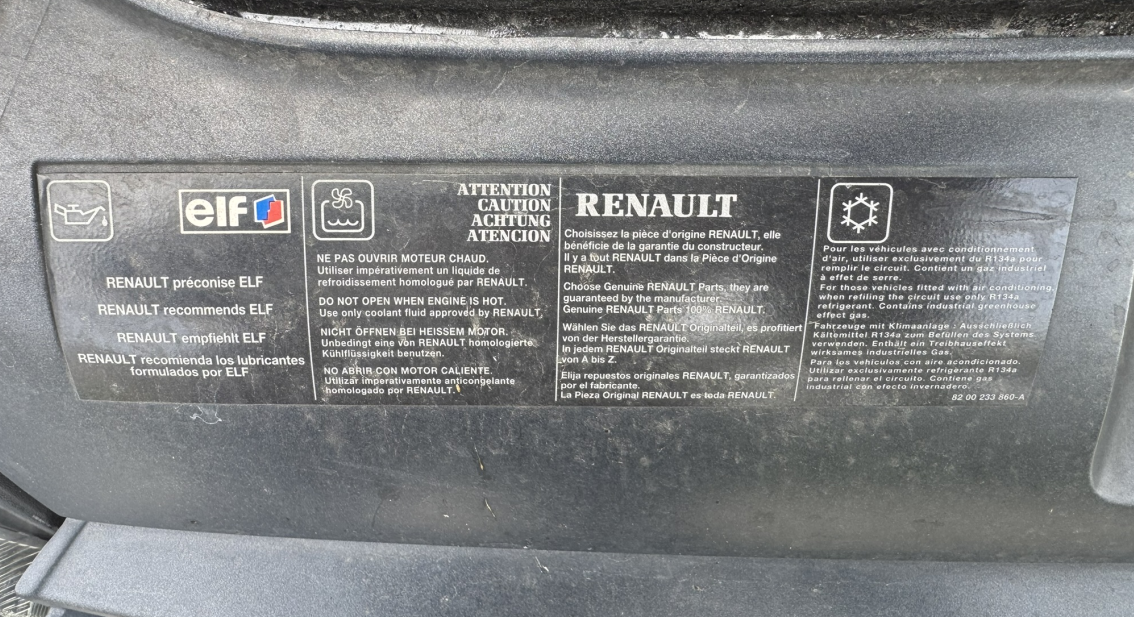 elf
RENAULT préconise ELF
RENAULT recommends ELF
RENAULT empfiehlt ELF
RENAULT recomienda los lubricantes
formulados por ELF
ATTENTION
CAUTION
ACHTUNG
ATENCION
NE PAS OUVRIR MOTEUR CHAUD.
Utiliser impérativement un liquide de
refroidissement homologué par RENAULT.
DO NOT OPEN WHEN ENGINE IS HOT.
Use only coolant fluid approved by RENAULT.
NICHT ÖFFNEN BEI HEISSEM MOTOR.
Unbedingt eine von RENAULT homologierte
Kühlflüssigkeit benutzen.
NO ABRIR CON MOTOR CALIENTE.
Utilizar imperativamente anticongelante
homologado por RENAULT.
RENAULT
Choisissez la pièce d'origine RENAULT, elle
bénéficie de la garantie du constructeur.
Il y a tout RENAULT dans la Pièce d'Origine
RENAULT.
Choose Genuine RENAULT Parts, they are
guaranteed by the manufacturer.
Genuine RENAULT Parts 100% RENAULT.
Wählen Sie das RENAULT Originalteil, es profitiert
von der Herstellergarantie.
In jedem RENAULT Originalteil steckt RENAULT
von A bis Z.
Elija repuestos originales RENAULT, garantizados
por el fabricante.
La Pieza Original RENAULT es toda RENAULT.
Pour les véhicules avec conditionnement
d'air, utiliser exclusivement du R134a pour
remplir le circuit. Contient un gaz industriel
à effet de serre.
For those vehicles fitted with air conditioning,
when refiling the circuit use only R134a
refrigerant. Contains industrial greenhouse
effect gas.
Fahrzeuge mit Klimaanlage : Ausschließlich
Kältemittel R134a zum Befüllen des Systems
verwenden. Enthält ein Treibhauseffekt
wirksames industrielles Gas.
Para los vehículos con aire acondicionado.
Utilizar exclusivamente refrigerante R134a
para rellenar el circuito. Contiene gas
industrial con efecto invernadero.
82 00 233 860-A